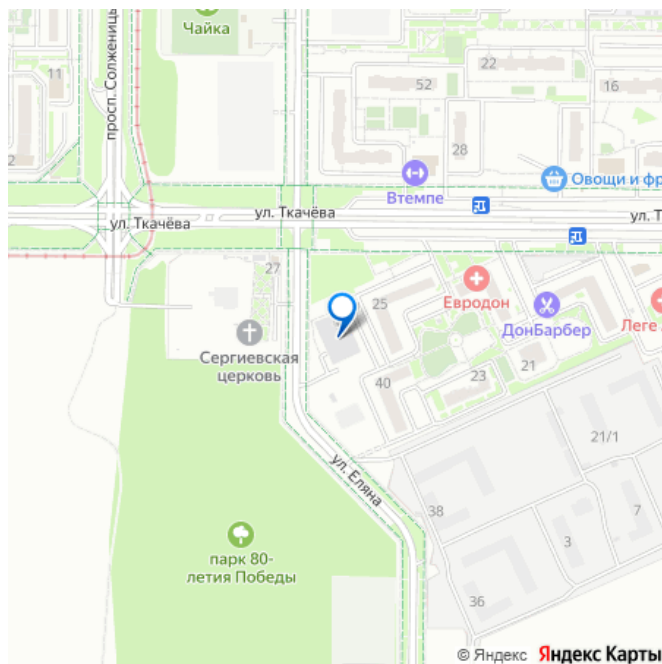 Чайка
11
просп. Солженицы
22
52
16
28
2
Втемпе
Овощи и фр
ул. Ткачёва
ул. Ткачёва
ул. Т
27
Евродон
25
ДонБарбер
Леге
Сергиевская
церковь
40
23
21
21/1
ул. Еляна
38
7
3
парк 80-
летия Победы
36
© Яндекс Яндекс Карты